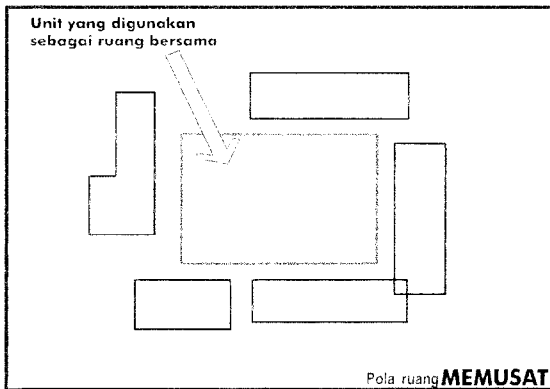 Unit yang digunakan
sebagai ruang bersama
Pola ruang MEMUSAT